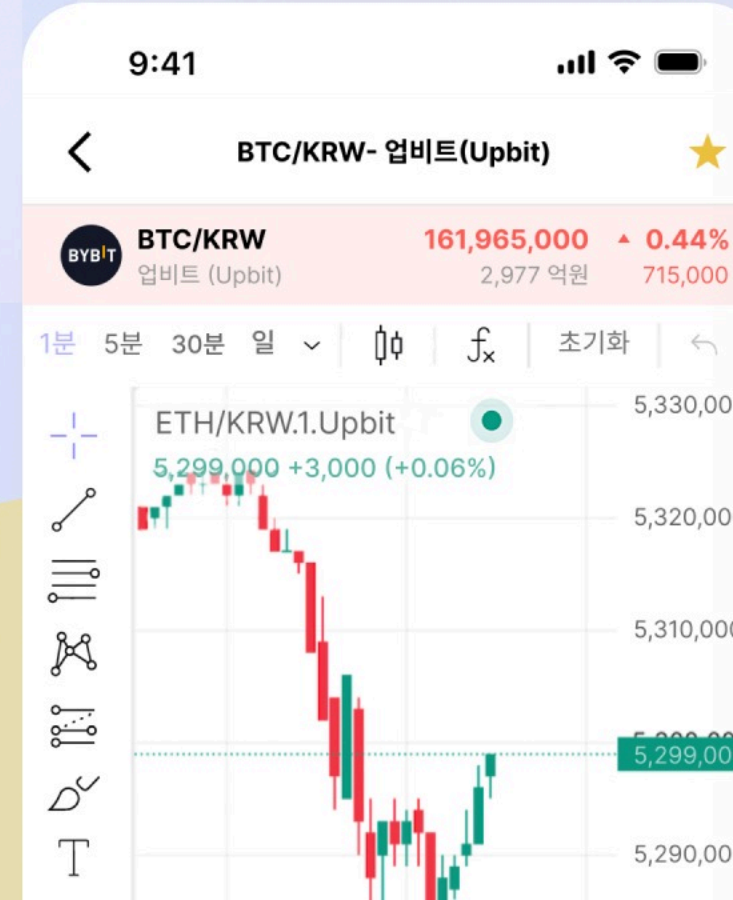 9:41
BTC/KRW- 업비트(Upbit)
BYBIT BTC/KRW 161,965,000 ▲ 0.44%
업비트 (Upbit) 2,977 억원 715,000
1분 5분 30분 일 초기화
ETH/KRW.1.Upbit
5,299,000 +3,000 (+0.06%)
5,330,00
5,320,00
5,310,000
5,299,00
5,290,00
T